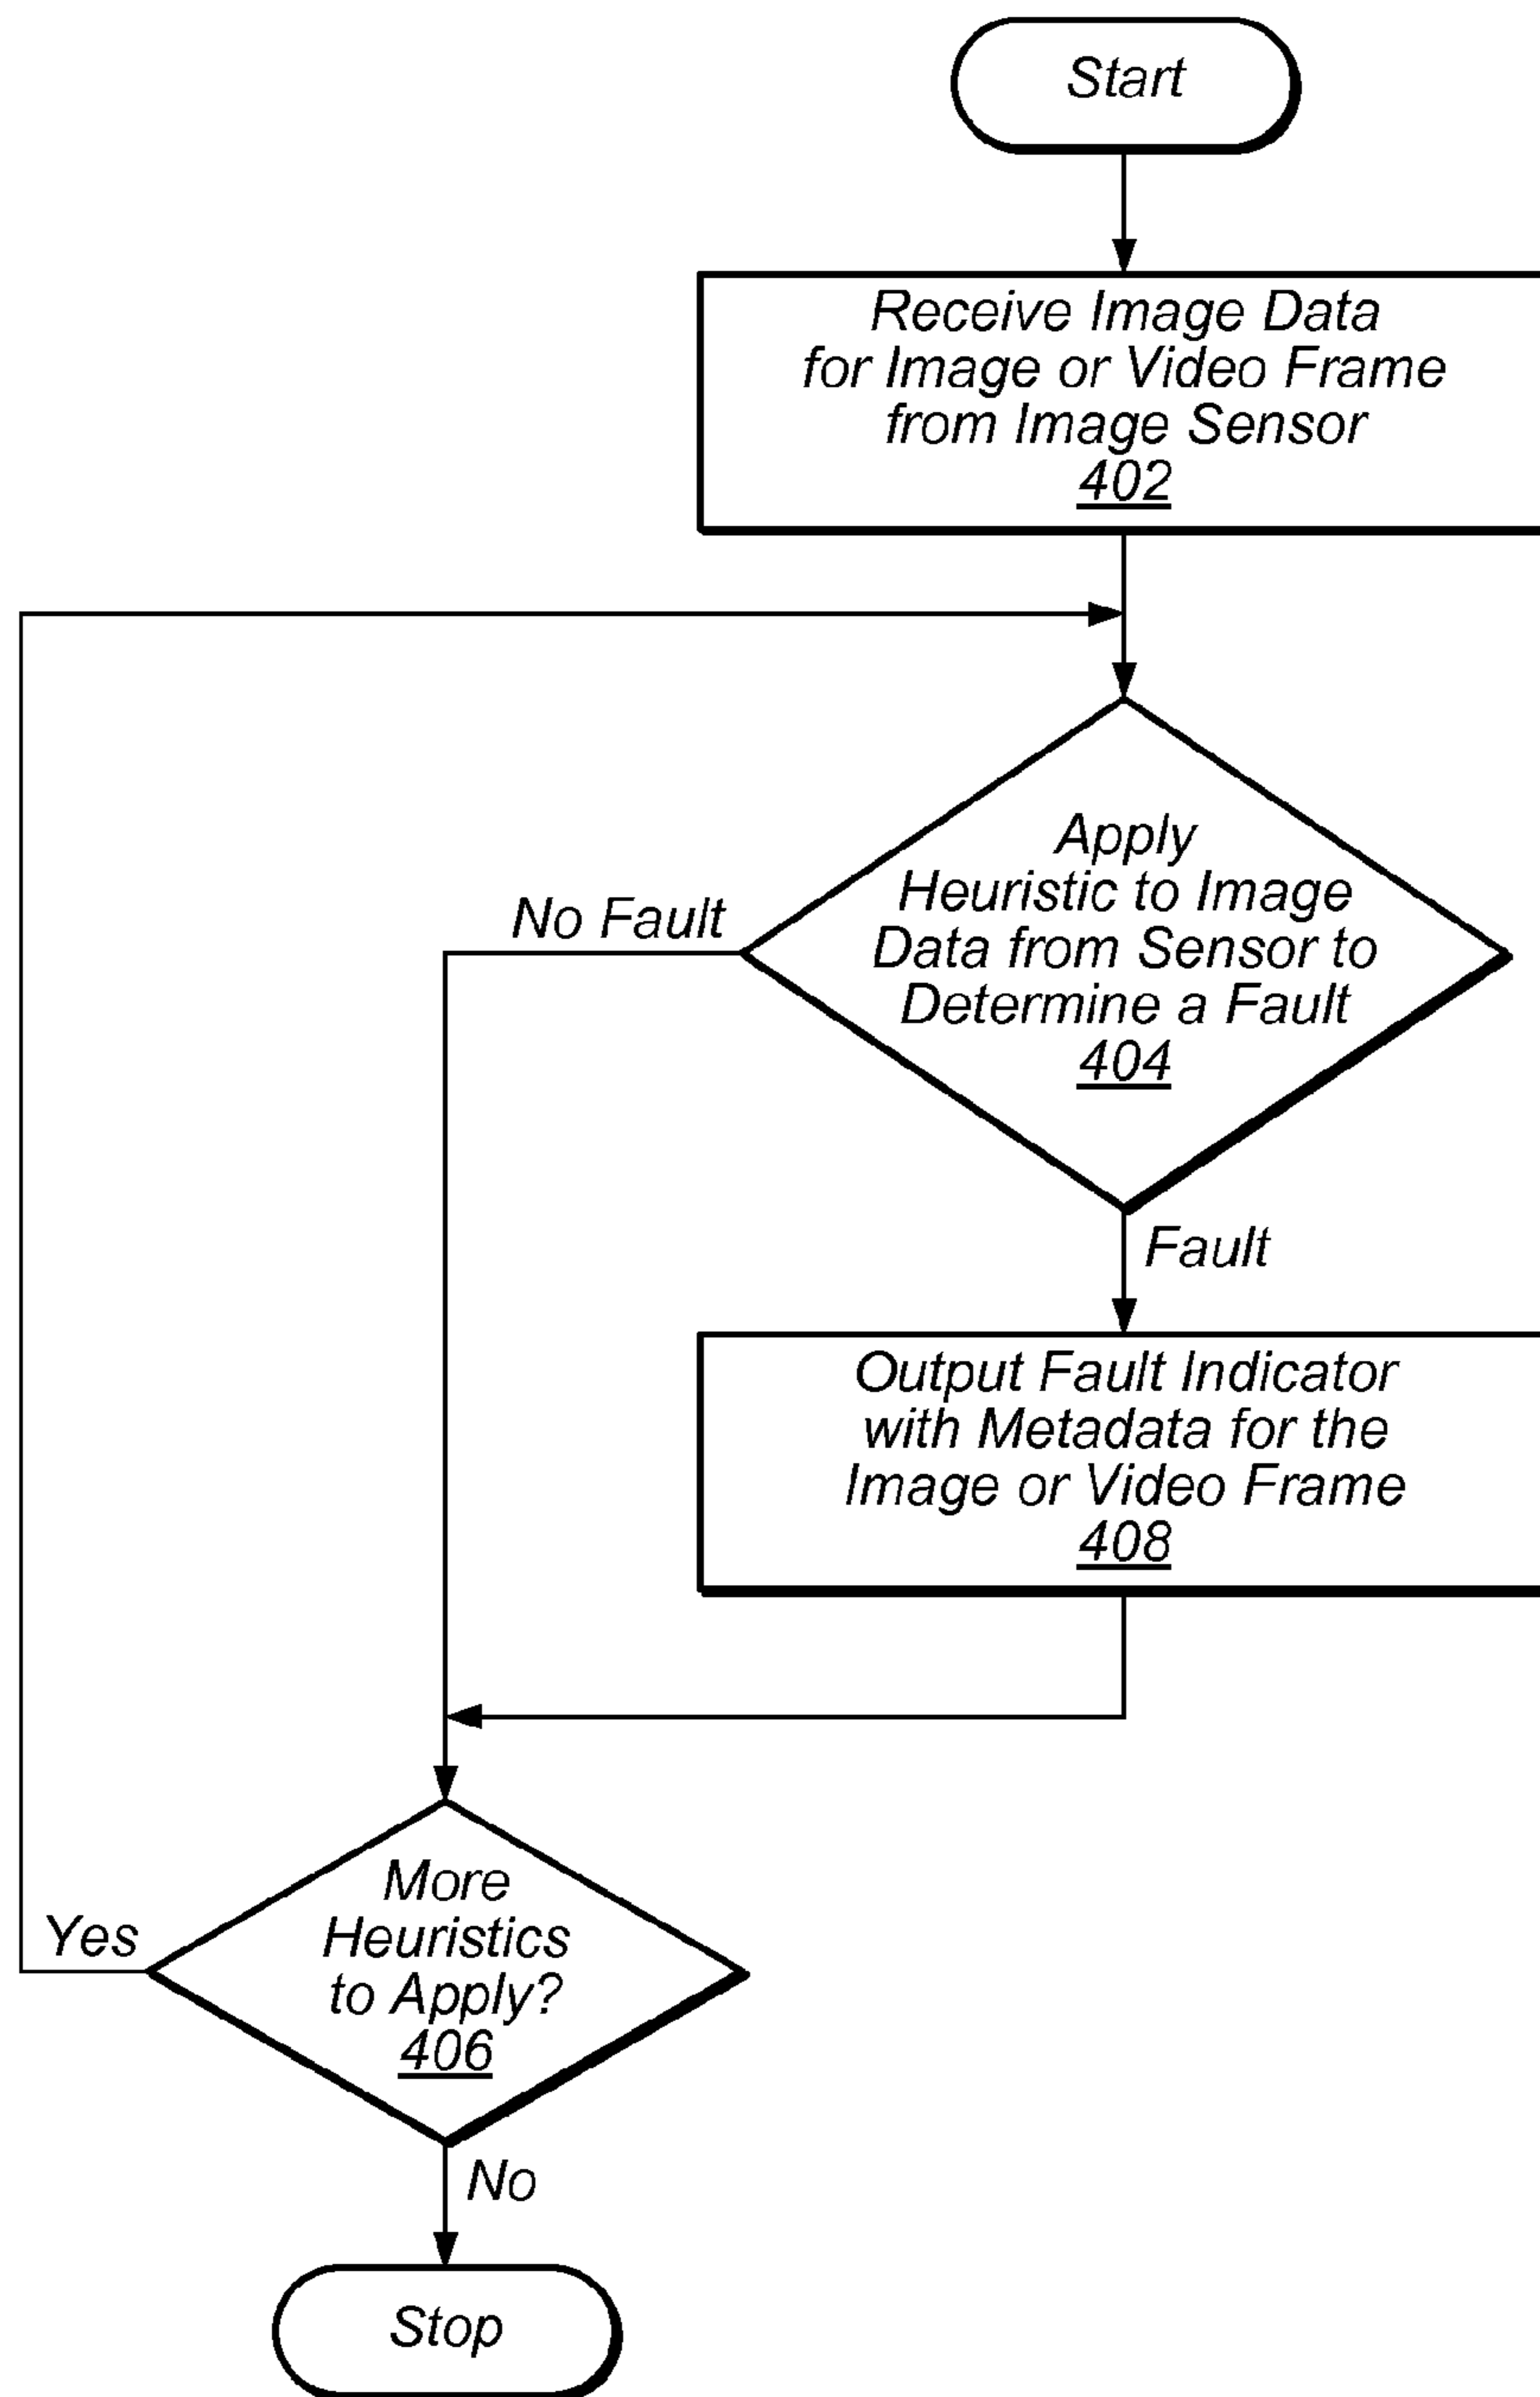 Start
Receive Image Data
for Image or Video Frame
from Image Sensor
402
Apply
Heuristic to Image
Data from Sensor to
Determine a Fault
404
No Fault
Fault
Output Fault Indicator
with Metadata for the
Image or Video Frame
408
More
Heuristics
to Apply?
406
Yes
No
Stop